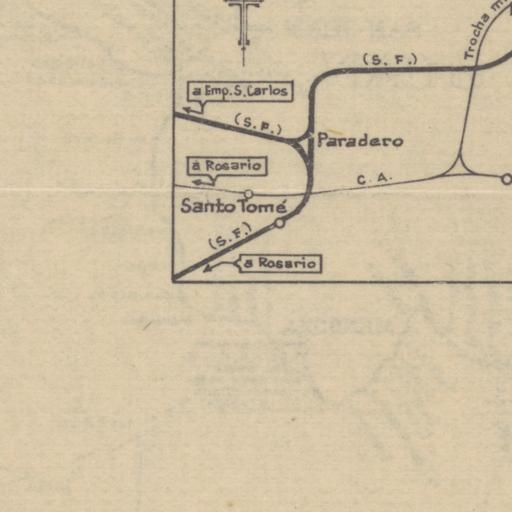 Trocha m
(S. F.)
a Emp. S. Carlos
(S. F.)
Paradero
a Rosario
C. A.
Santo Tomé
(S. F.)
a Rosario